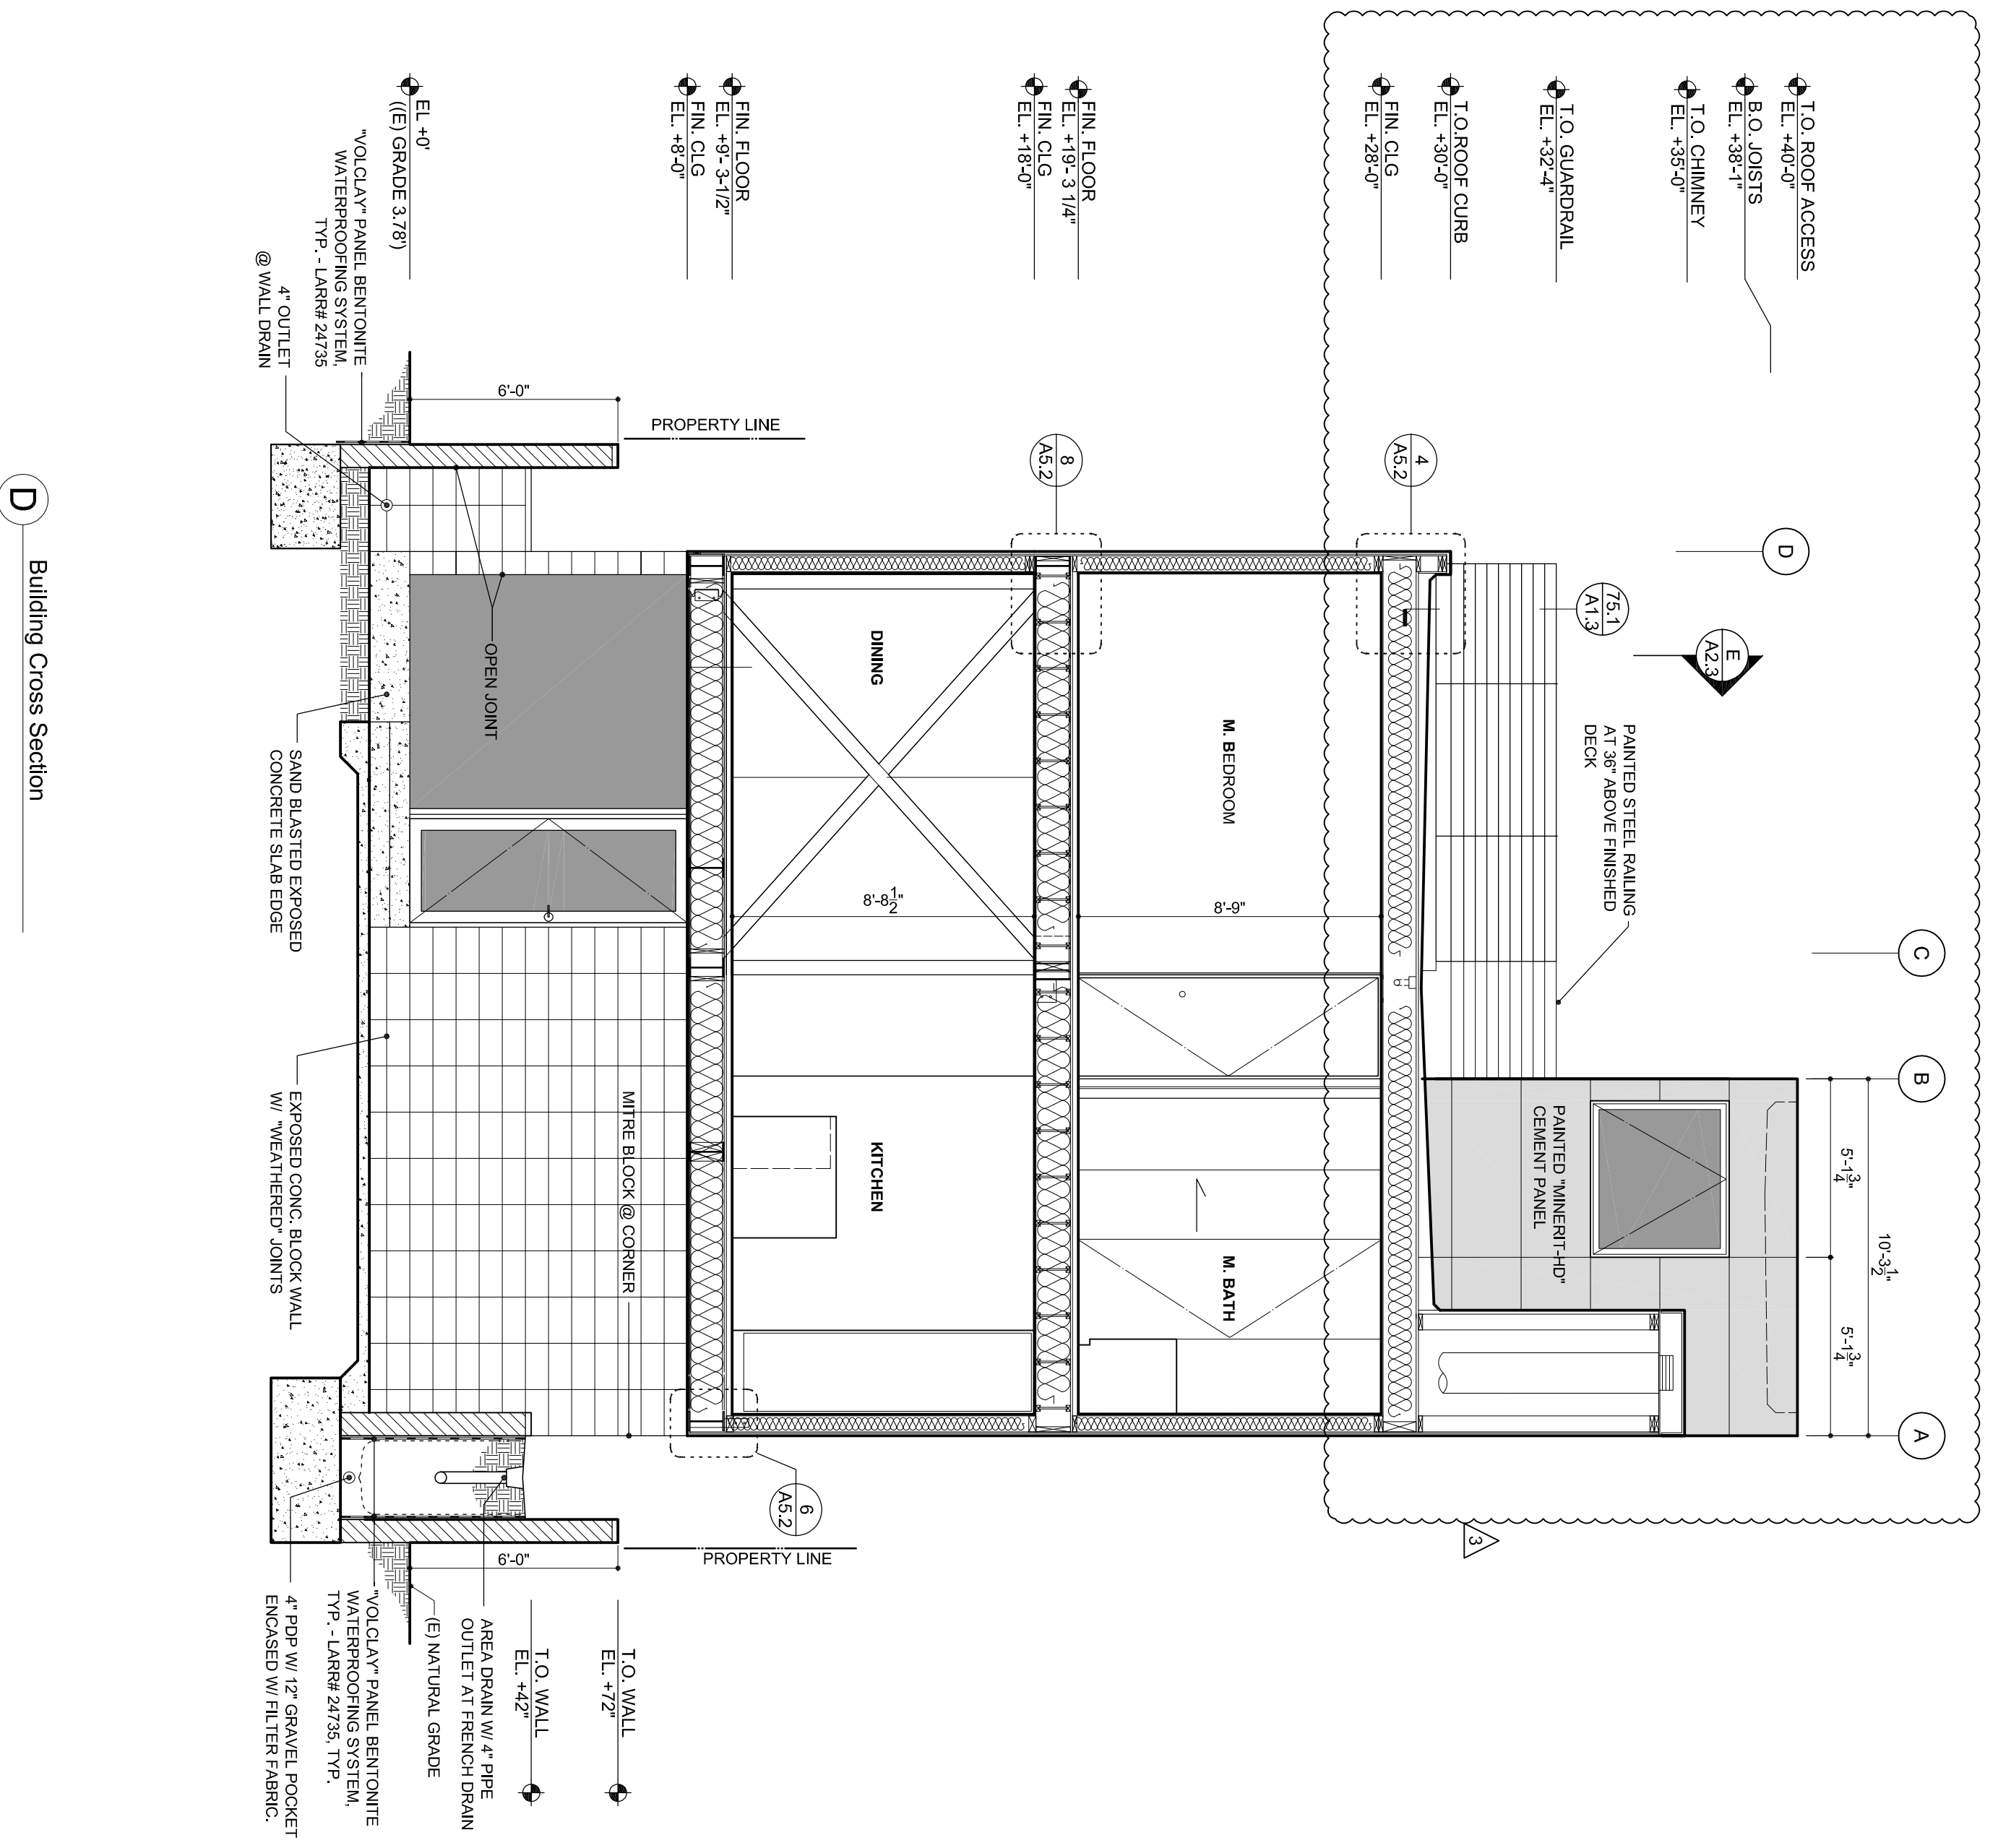 T.O. ROOF ACCESS
EL. +40'-0"
B.O. JOISTS
EL. +38'-1"
T.O. CHIMNEY
EL. +35'-0"
T.O. GUARDRAIL
EL. +32'-4"
T.O.ROOF CURB
EL. +30'-0"
FIN. CLG
EL. +28'-0"
FIN. FLOOR
EL. +19'- 3 1/4"
FIN. CLG
EL. +18'-0"
FIN. FLOOR
EL. +9'- 3-1/2"
FIN. CLG
EL. +8'-0"
EL +0'
((E) GRADE 3.78')
"VOLCLAY" PANEL BENTONITE
WATERPROOFING SYSTEM,
TYP. - LARR# 24735
4" OUTLET
@ WALL DRAIN
6'-0"
PROPERTY LINE
8
A5.2
4
A5.2
D
75.1
A1.3
E
A2.3
PAINTED STEEL RAILING
AT 36" ABOVE FINISHED
DECK
C
B
A
5'-1 3/4"
5'-1 3/4"
10'-3 1/2"
PAINTED "MINERIT-HD"
CEMENT PANEL
M. BEDROOM
8'-9"
M. BATH
DINING
8'-8 1/2"
KITCHEN
OPEN JOINT
MITRE BLOCK @ CORNER
SAND BLASTED EXPOSED
CONCRETE SLAB EDGE
EXPOSED CONC. BLOCK WALL
W/ "WEATHERED" JOINTS
6
A5.2
3
PROPERTY LINE
6'-0"
T.O. WALL
EL. +72"
T.O. WALL
EL. +42"
AREA DRAIN W/ 4" PIPE
OUTLET AT FRENCH DRAIN
(E) NATURAL GRADE
"VOLCLAY" PANEL BENTONITE
WATERPROOFING SYSTEM,
TYP. - LARR# 24735, TYP.
4" PDP W/ 12" GRAVEL POCKET
ENCASED W/ FILTER FABRIC.
D
Building Cross Section